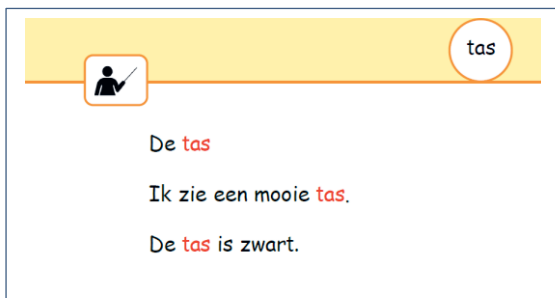 tas
De tas
Ik zie een mooie tas.
De tas is zwart.